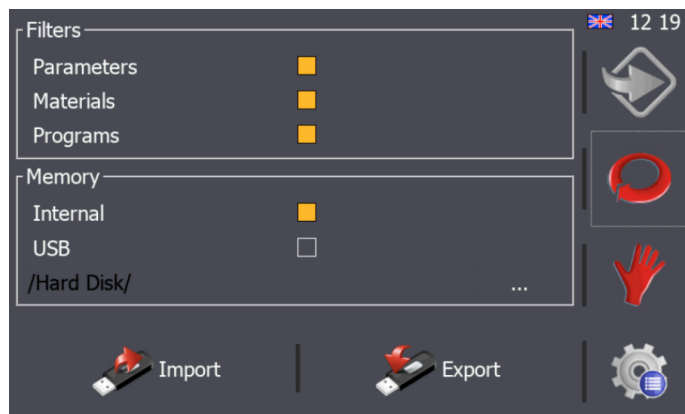 Filters
12 19
Parameters
Materials
Programs
Memory
Internal
USB
/Hard Disk/
...
Import
Export